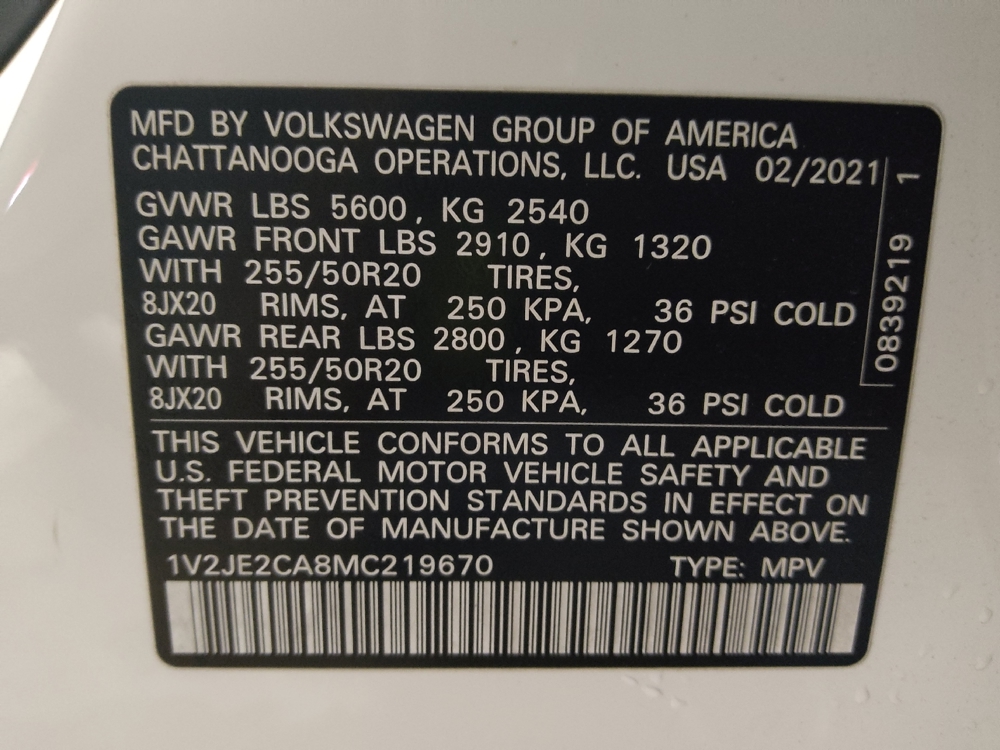 MFD BY VOLKSWAGEN GROUP OF AMERICA
CHATTANOOGA OPERATIONS, LLC. USA 02/2021
GVWR LBS 5600, KG 2540
GAWR FRONT LBS 2910, KG 1320
WITH 255/50R20 TIRES,
8JX20 RIMS, AT 250 KPA, 36 PSI COLD
GAWR REAR LBS 2800, KG 1270
WITH 255/50R20 TIRES,
8JX20 RIMS, AT 250 KPA, 36 PSI COLD
0839219 1
THIS VEHICLE CONFORMS TO ALL APPLICABLE
U.S. FEDERAL MOTOR VEHICLE SAFETY AND
THEFT PREVENTION STANDARDS IN EFFECT ON
THE DATE OF MANUFACTURE SHOWN ABOVE.
1V2JE2CA8MC219670 TYPE: MPV